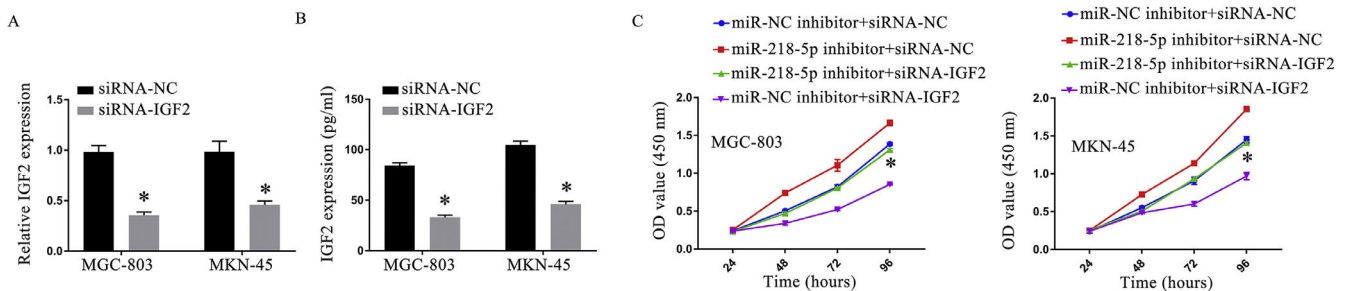 A
siRNA-NC
siRNA-IGF2
Relative IGF2 expression
1.5
1.0
0.5
0.0
*
*
MGC-803
MKN-45
B
siRNA-NC
siRNA-IGF2
IGF2 expression (pg/ml)
150
100
50
0
*
*
MGC-803
MKN-45
C
miR-NC inhibitor+siRNA-NC
miR-218-5p inhibitor+siRNA-NC
miR-218-5p inhibitor+siRNA-IGF2
miR-NC inhibitor+siRNA-IGF2
MGC-803
OD value (450 nm)
2.0
1.5
1.0
0.5
0.0
*
24
48
72
96
Time (hours)
miR-NC inhibitor+siRNA-NC
miR-218-5p inhibitor+siRNA-NC
miR-218-5p inhibitor+siRNA-IGF2
miR-NC inhibitor+siRNA-IGF2
MKN-45
OD value (450 nm)
2.0
1.5
1.0
0.5
0.0
*
24
48
72
96
Time (hours)